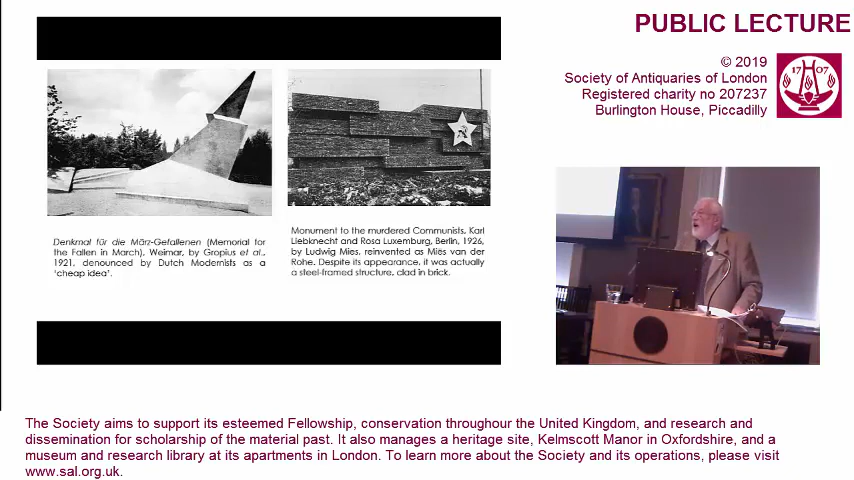 PUBLIC LECTURE
© 2019
Society of Antiquaries of London
Registered charity no 207237
Burlington House, Piccadilly
17 07
Denkmal für die März-Gefallenen (Memorial for
the Fallen in March), Weimar, by Gropius et al.,
1921, denounced by Dutch Modernists as a
'cheap idea'.
Monument to the murdered Communists, Karl
Liebknecht and Rosa Luxemburg, Berlin, 1926,
by Ludwig Mies, reinvented as Miës van der
Rohe. Despite its appearance, it was actually
a steel-framed structure, clad in brick.
The Society aims to support its esteemed Fellowship, conservation throughour the United Kingdom, and research and
dissemination for scholarship of the material past. It also manages a heritage site, Kelmscott Manor in Oxfordshire, and a
museum and research library at its apartments in London. To learn more about the Society and its operations, please visit
www.sal.org.uk.